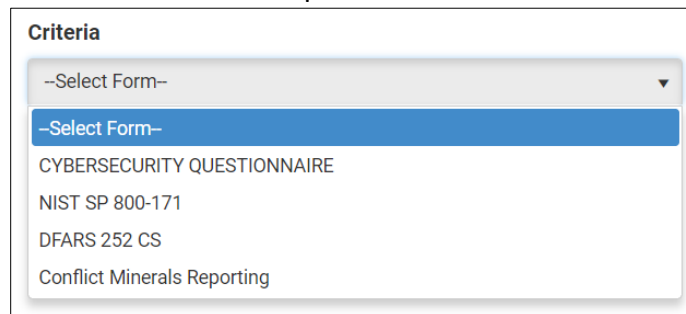 Criteria
--Select Form--
--Select Form--
CYBERSECURITY QUESTIONNAIRE
NIST SP 800-171
DFARS 252 CS
Conflict Minerals Reporting